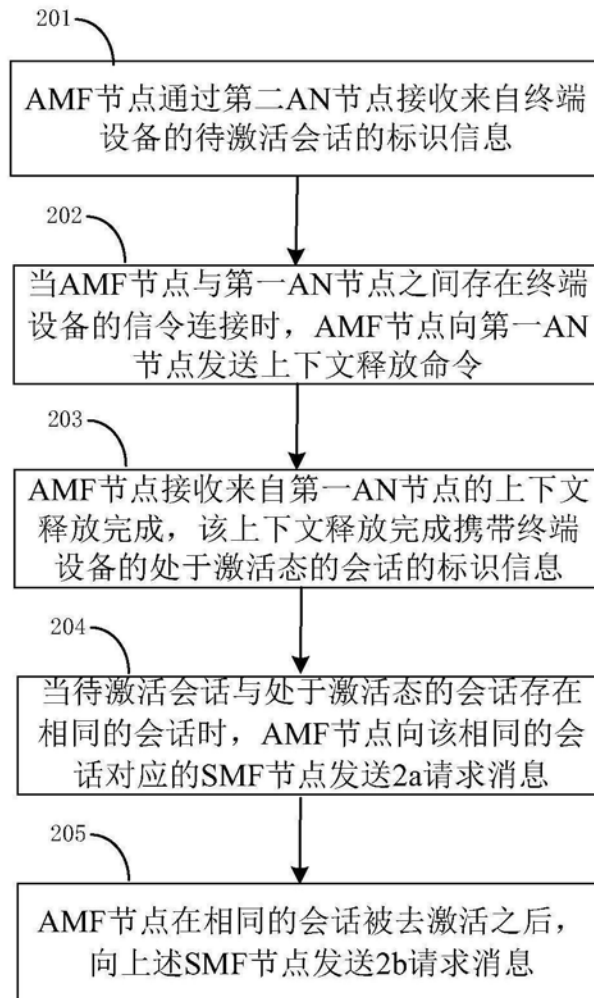 201
AMF节点通过第二AN节点接收来自终端
设备的待激活会话的标识信息
202
当AMF节点与第一AN节点之间存在终端
设备的信令连接时，AMF节点向第一AN
节点发送上下文释放命令
203
AMF节点接收来自第一AN节点的上下文
释放完成，该上下文释放完成携带终端
设备的处于激活态的会话的标识信息
204
当待激活会话与处于激活态的会话存在
相同的会话时，AMF节点向该相同的会
话对应的SMF节点发送2a请求消息
205
AMF节点在相同的会话被去激活之后，
向上述SMF节点发送2b请求消息